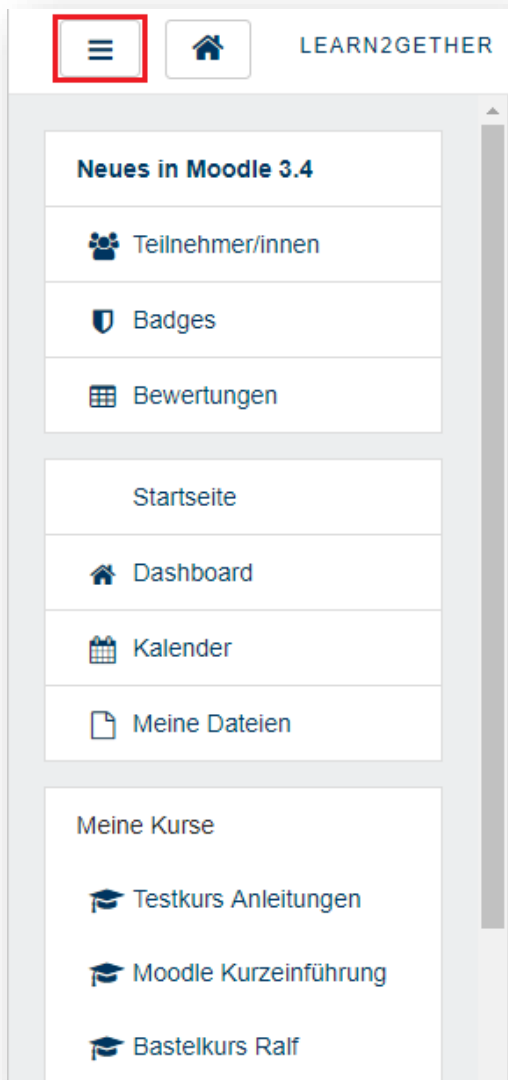 LEARN2GETHER
Neues in Moodle 3.4
Teilnehmer/innen
Badges
Bewertungen
Startseite
Dashboard
Kalender
Meine Dateien
Meine Kurse
Testkurs Anleitungen
Moodle Kurzeinführung
Bastelkurs Ralf